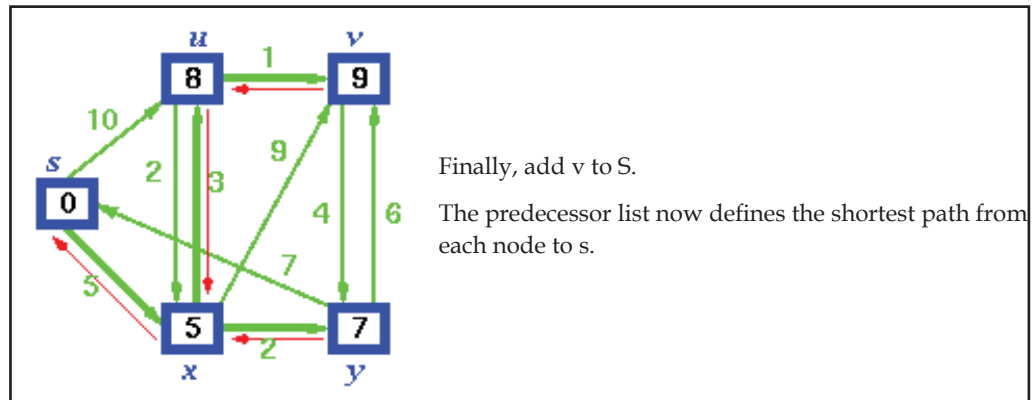 u v
1
8 9
10
9
s 2 3
0 4 6
7
5
5 7
2
x y
Finally, add v to S.
The predecessor list now defines the shortest path from
each node to s.